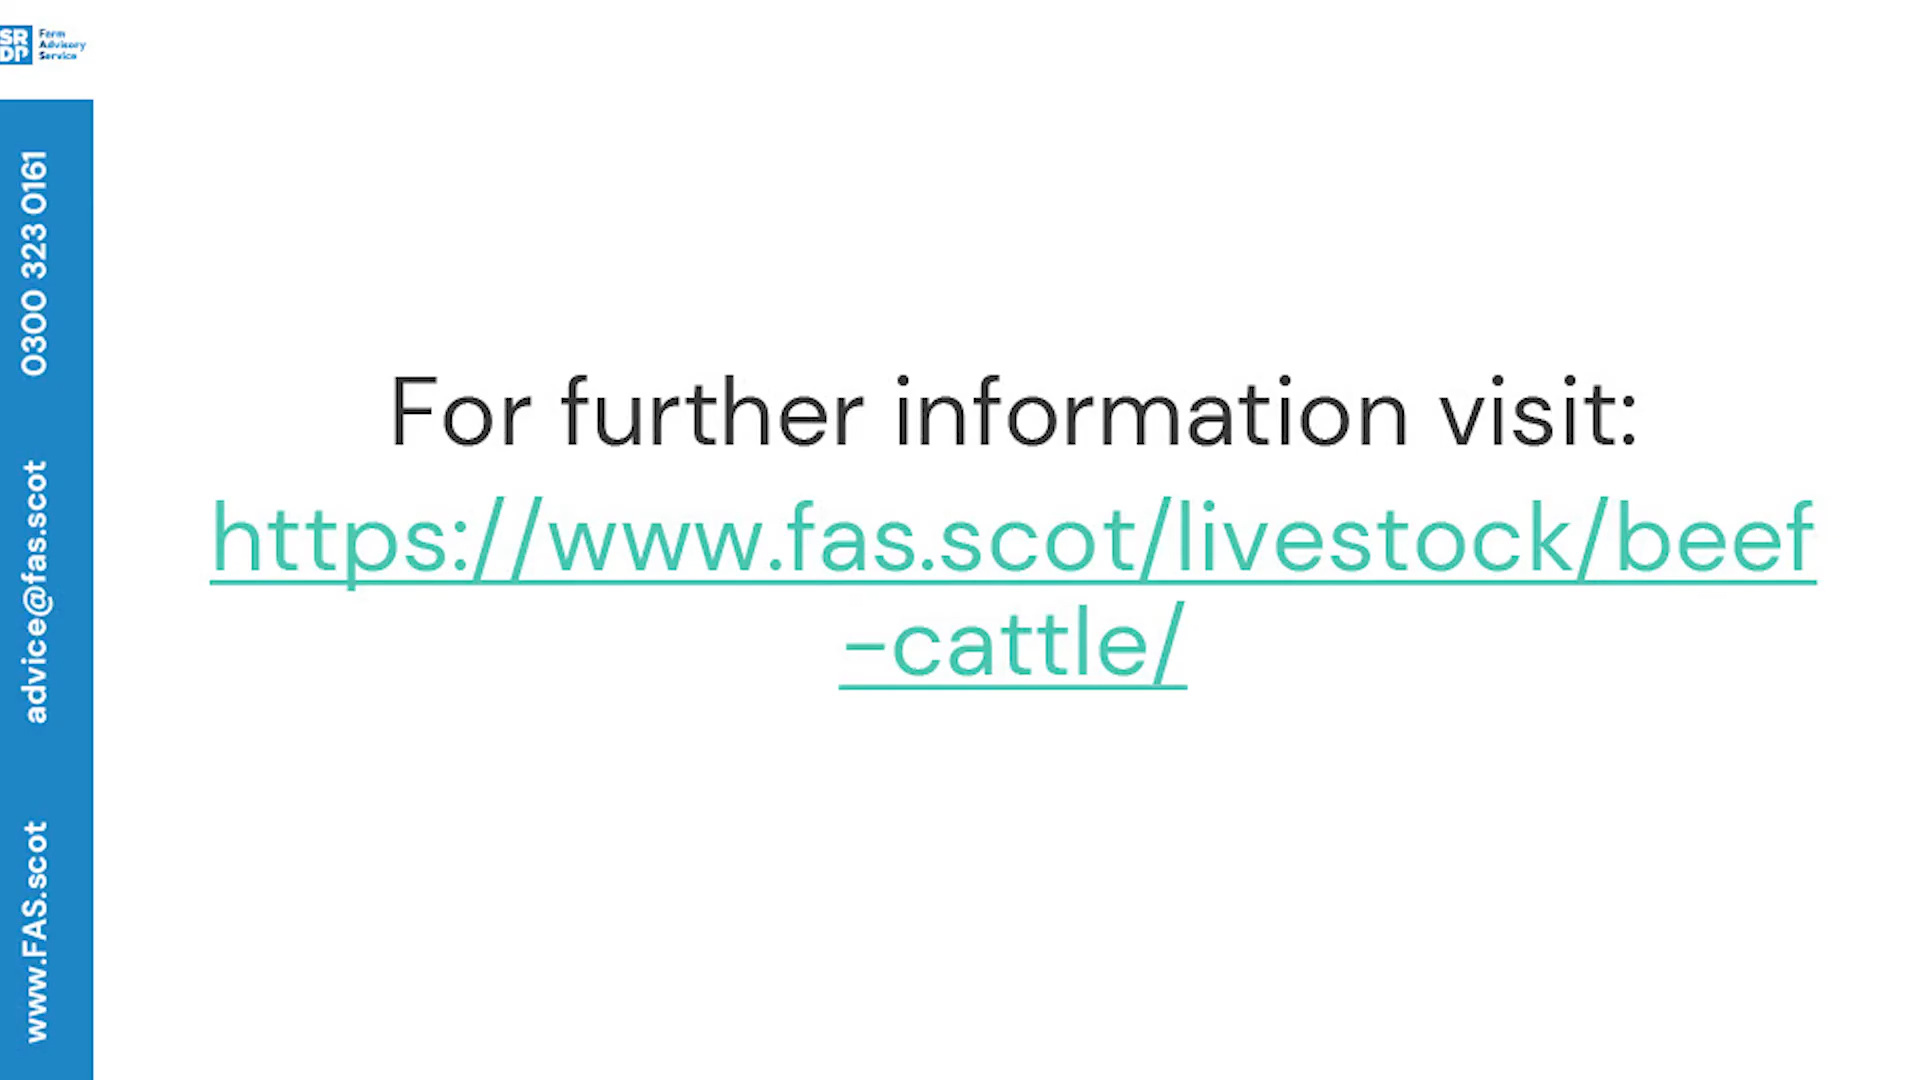 SR
DP
Farm
Advisory
Service
0300 323 0161
advice@fas.scot
www.FAS.scot
For further information visit:
https://www.fas.scot/livestock/beef
-cattle/